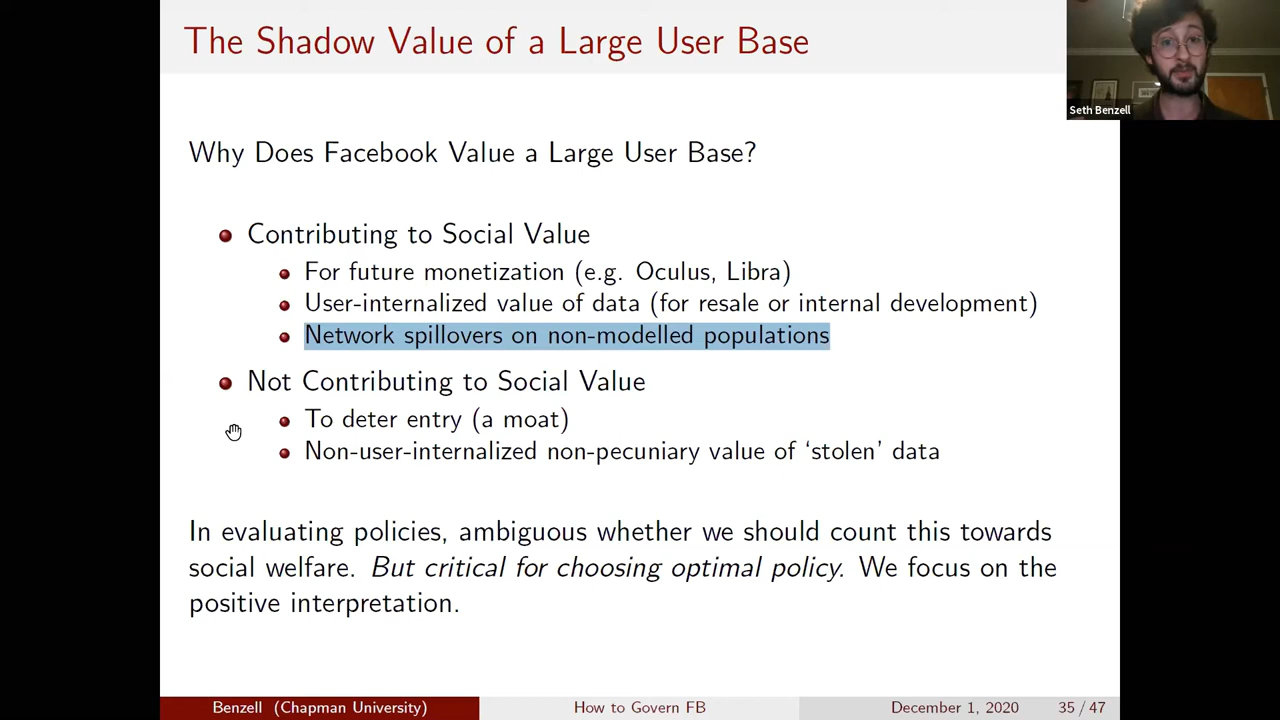 The Shadow Value of a Large User Base
Seth Benzell
Why Does Facebook Value a Large User Base?
Contributing to Social Value
For future monetization (e.g. Oculus, Libra)
User-internalized value of data (for resale or internal development)
Network spillovers on non-modelled populations
Not Contributing to Social Value
To deter entry (a moat)
Non-user-internalized non-pecuniary value of ‘stolen’ data
In evaluating policies, ambiguous whether we should count this towards
social welfare. But critical for choosing optimal policy. We focus on the
positive interpretation.
Benzell (Chapman University) How to Govern FB December 1, 2020 35 / 47